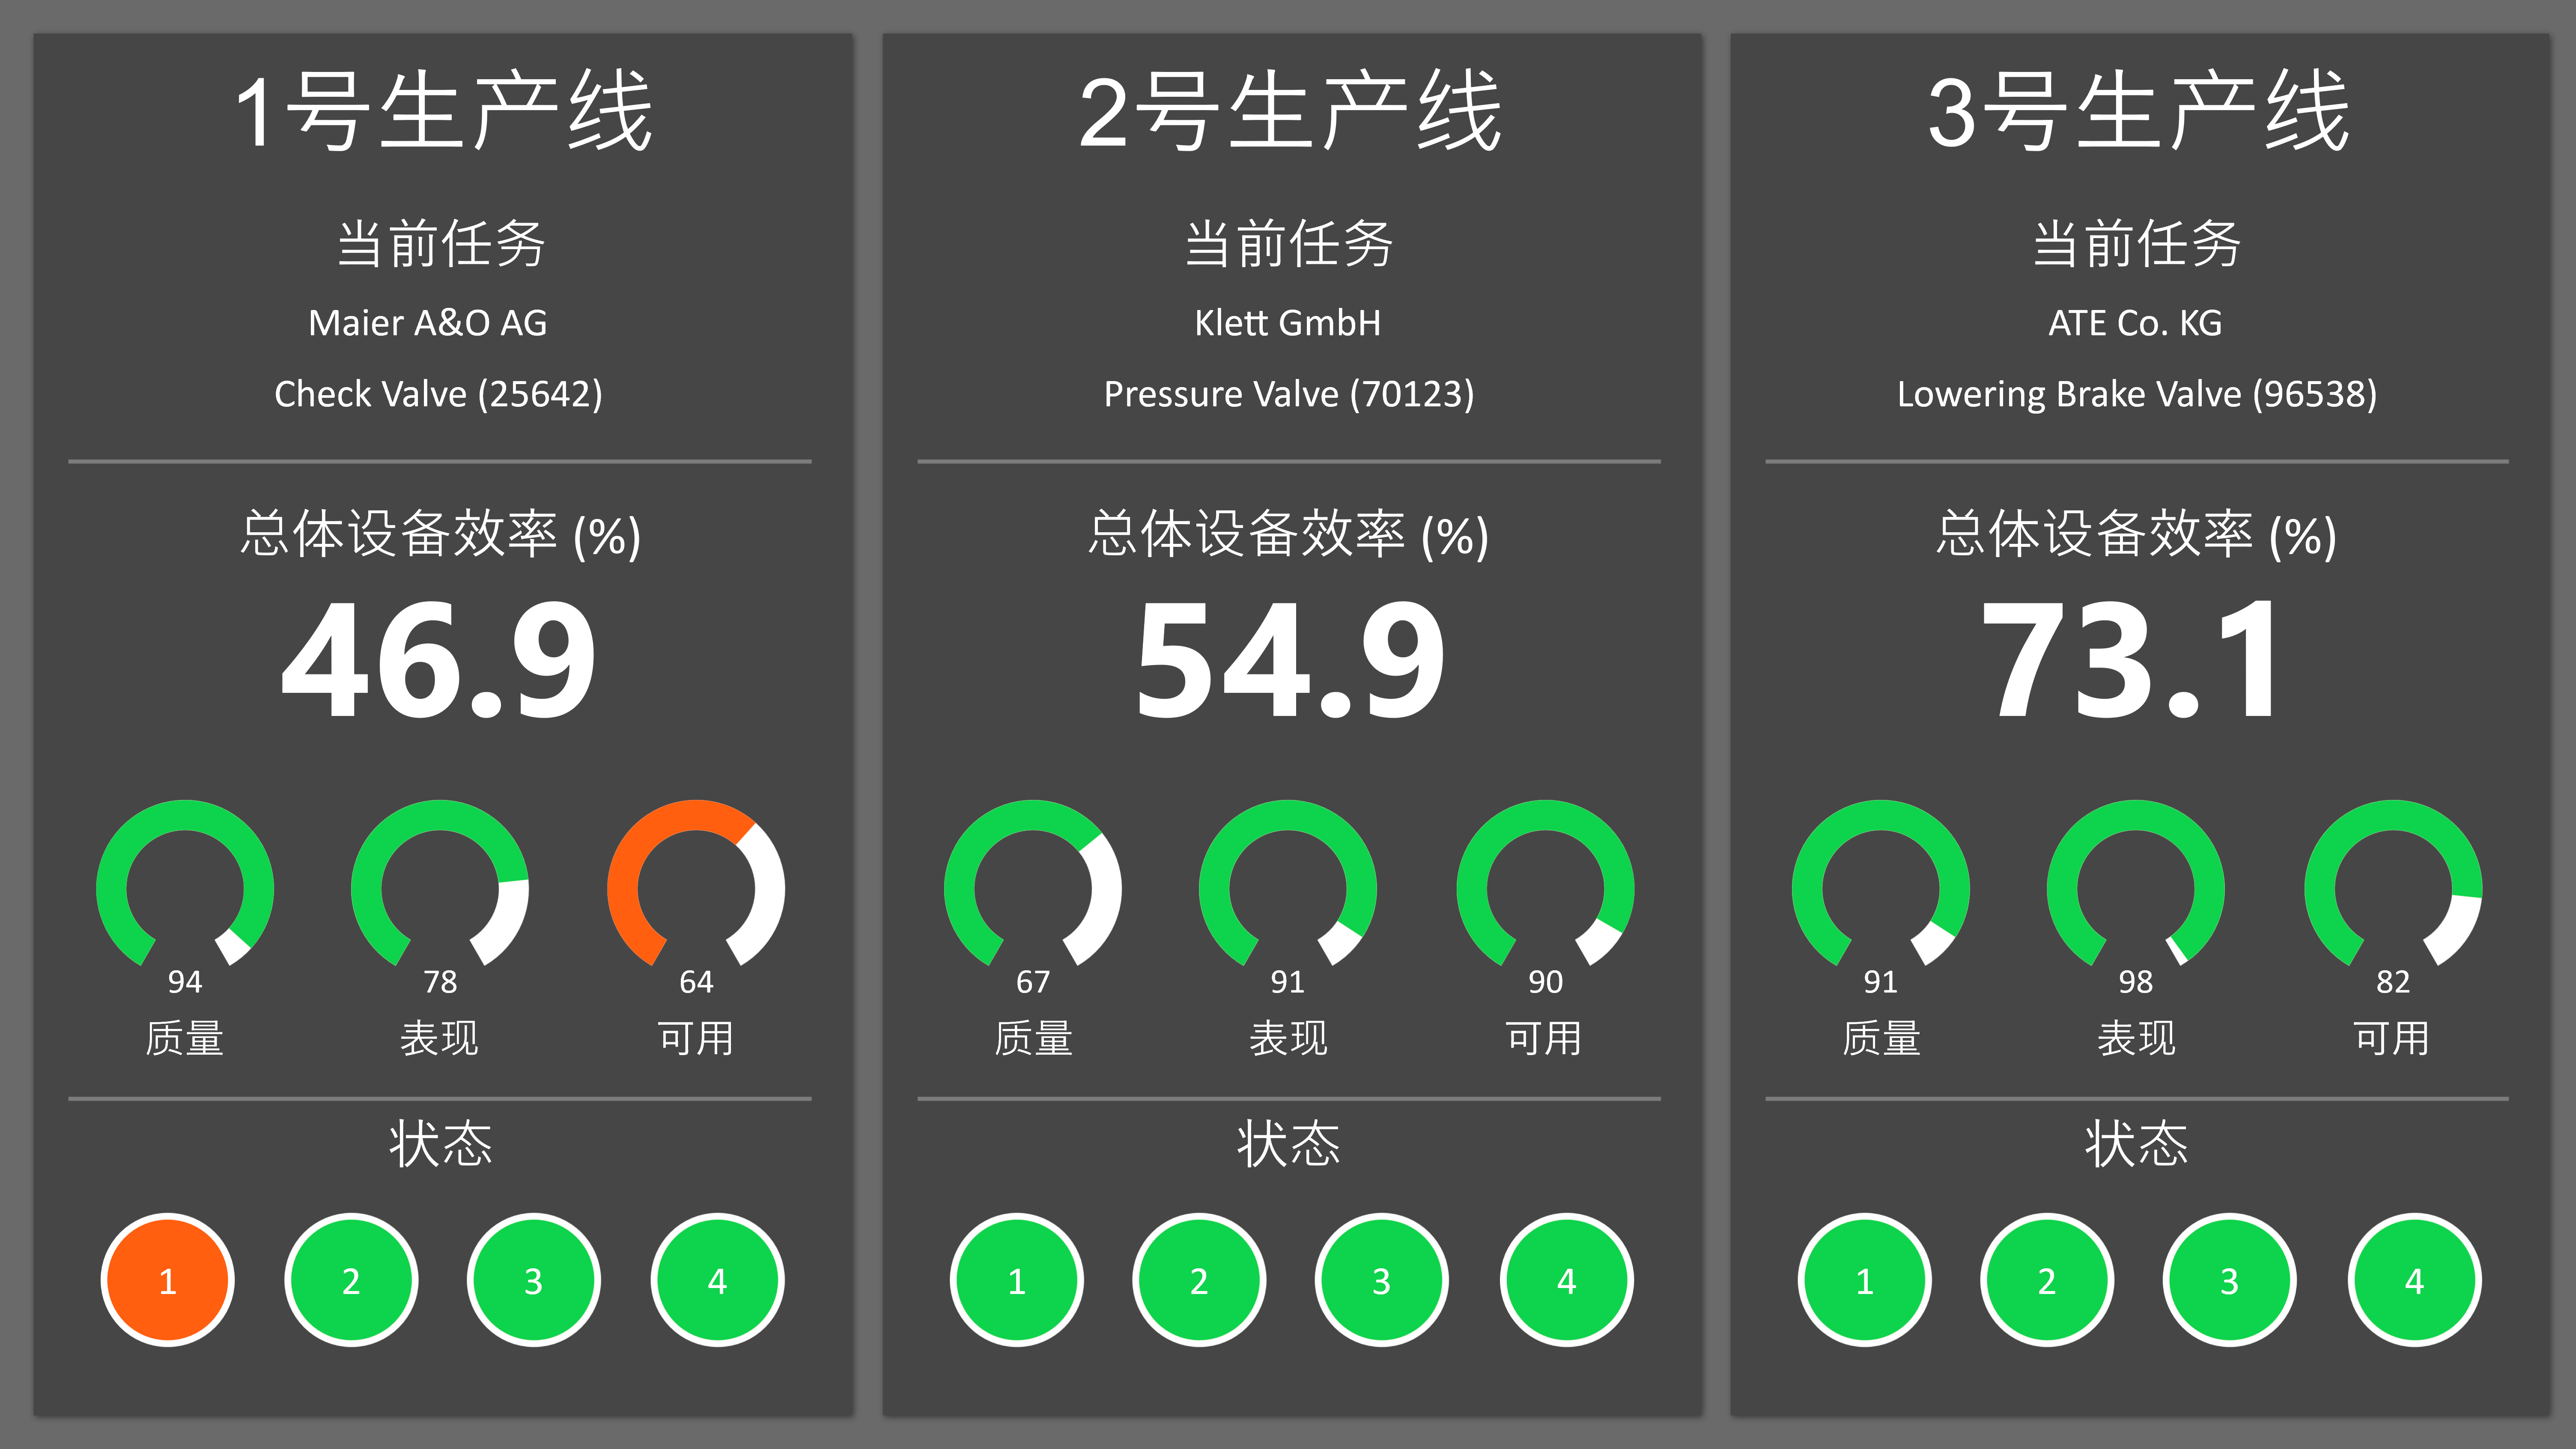 1号生产线
当前任务
Maier A&O AG
Check Valve (25642)
总体设备效率 (%)
46.9
94 78 64
质量 表现 可用
状态
1 2 3 4
2号生产线
当前任务
Klett GmbH
Pressure Valve (70123)
总体设备效率 (%)
54.9
67 91 90
质量 表现 可用
状态
1 2 3 4
3号生产线
当前任务
ATE Co. KG
Lowering Brake Valve (96538)
总体设备效率 (%)
73.1
91 98 82
质量 表现 可用
状态
1 2 3 4